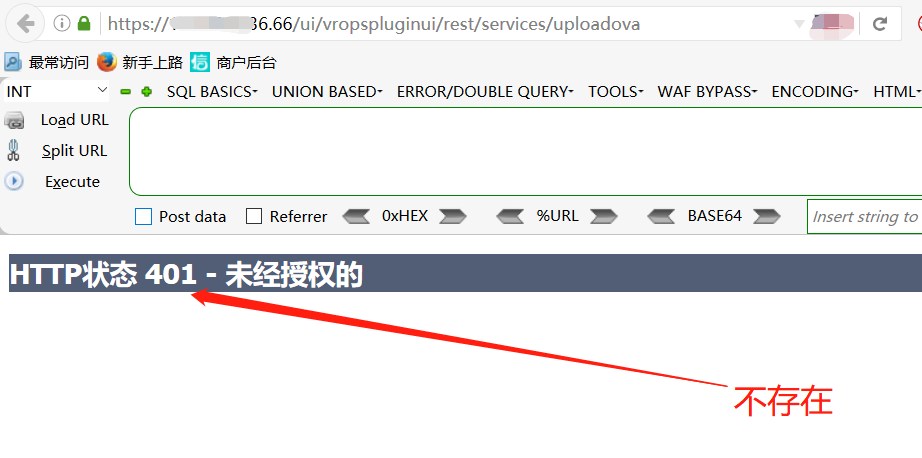 https://36.66/ui/vropspluginui/rest/services/uploadova
最常访问 新手上路 信 商户后台
INT SQL BASICS UNION BASED ERROR/DOUBLE QUERY TOOLS WAF BYPASS ENCODING HTML
Load URL
Split URL
Execute
Post data Referrer 0xHEX %URL BASE64 Insert string to
HTTP状态 401 - 未经授权的
不存在